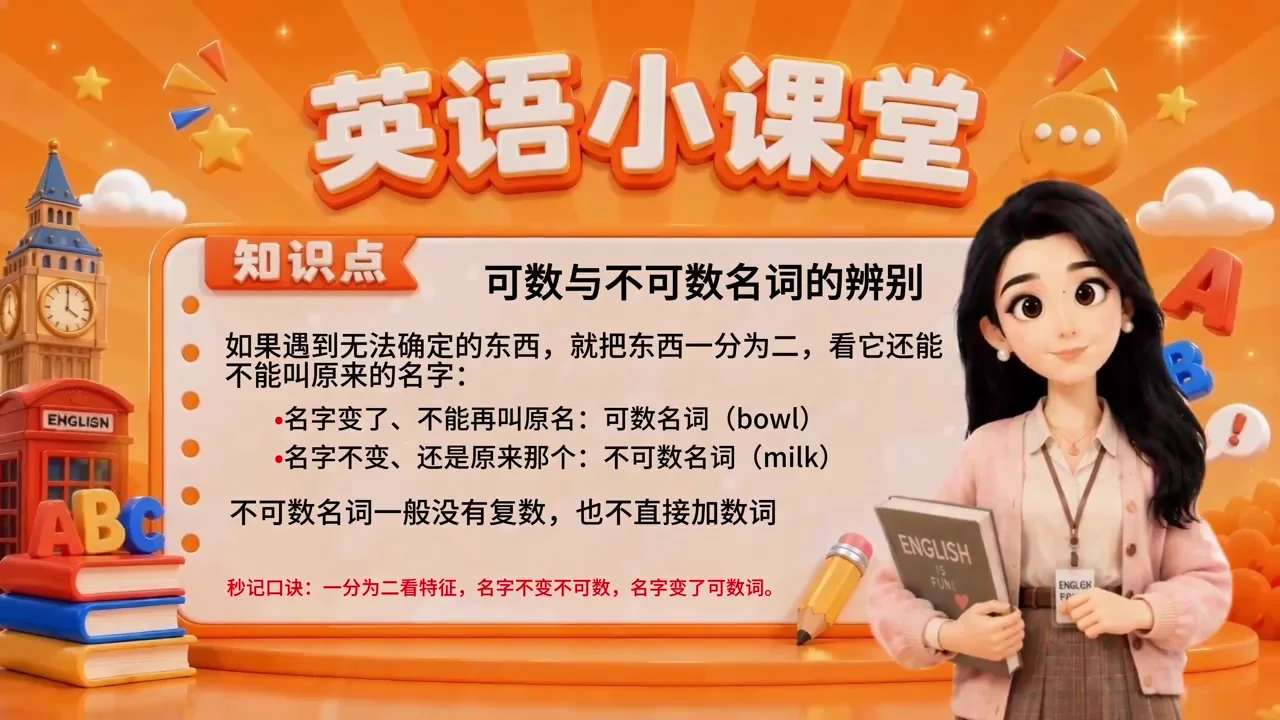 英语小课堂
知识点
可数与不可数名词的辨别
如果遇到无法确定的东西，就把东西一分为二，看它还能
不能叫原来的名字：
•名字变了、不能再叫原名：可数名词（bowl）
•名字不变、还是原来那个：不可数名词（milk）
不可数名词一般没有复数，也不直接加数词
秒记口诀：一分为二看特征，名字不变不可数，名字变了可数词。
ENGLISH
ABC
A
B
!
ENGLISH
IS
FUN!
ENGLISH